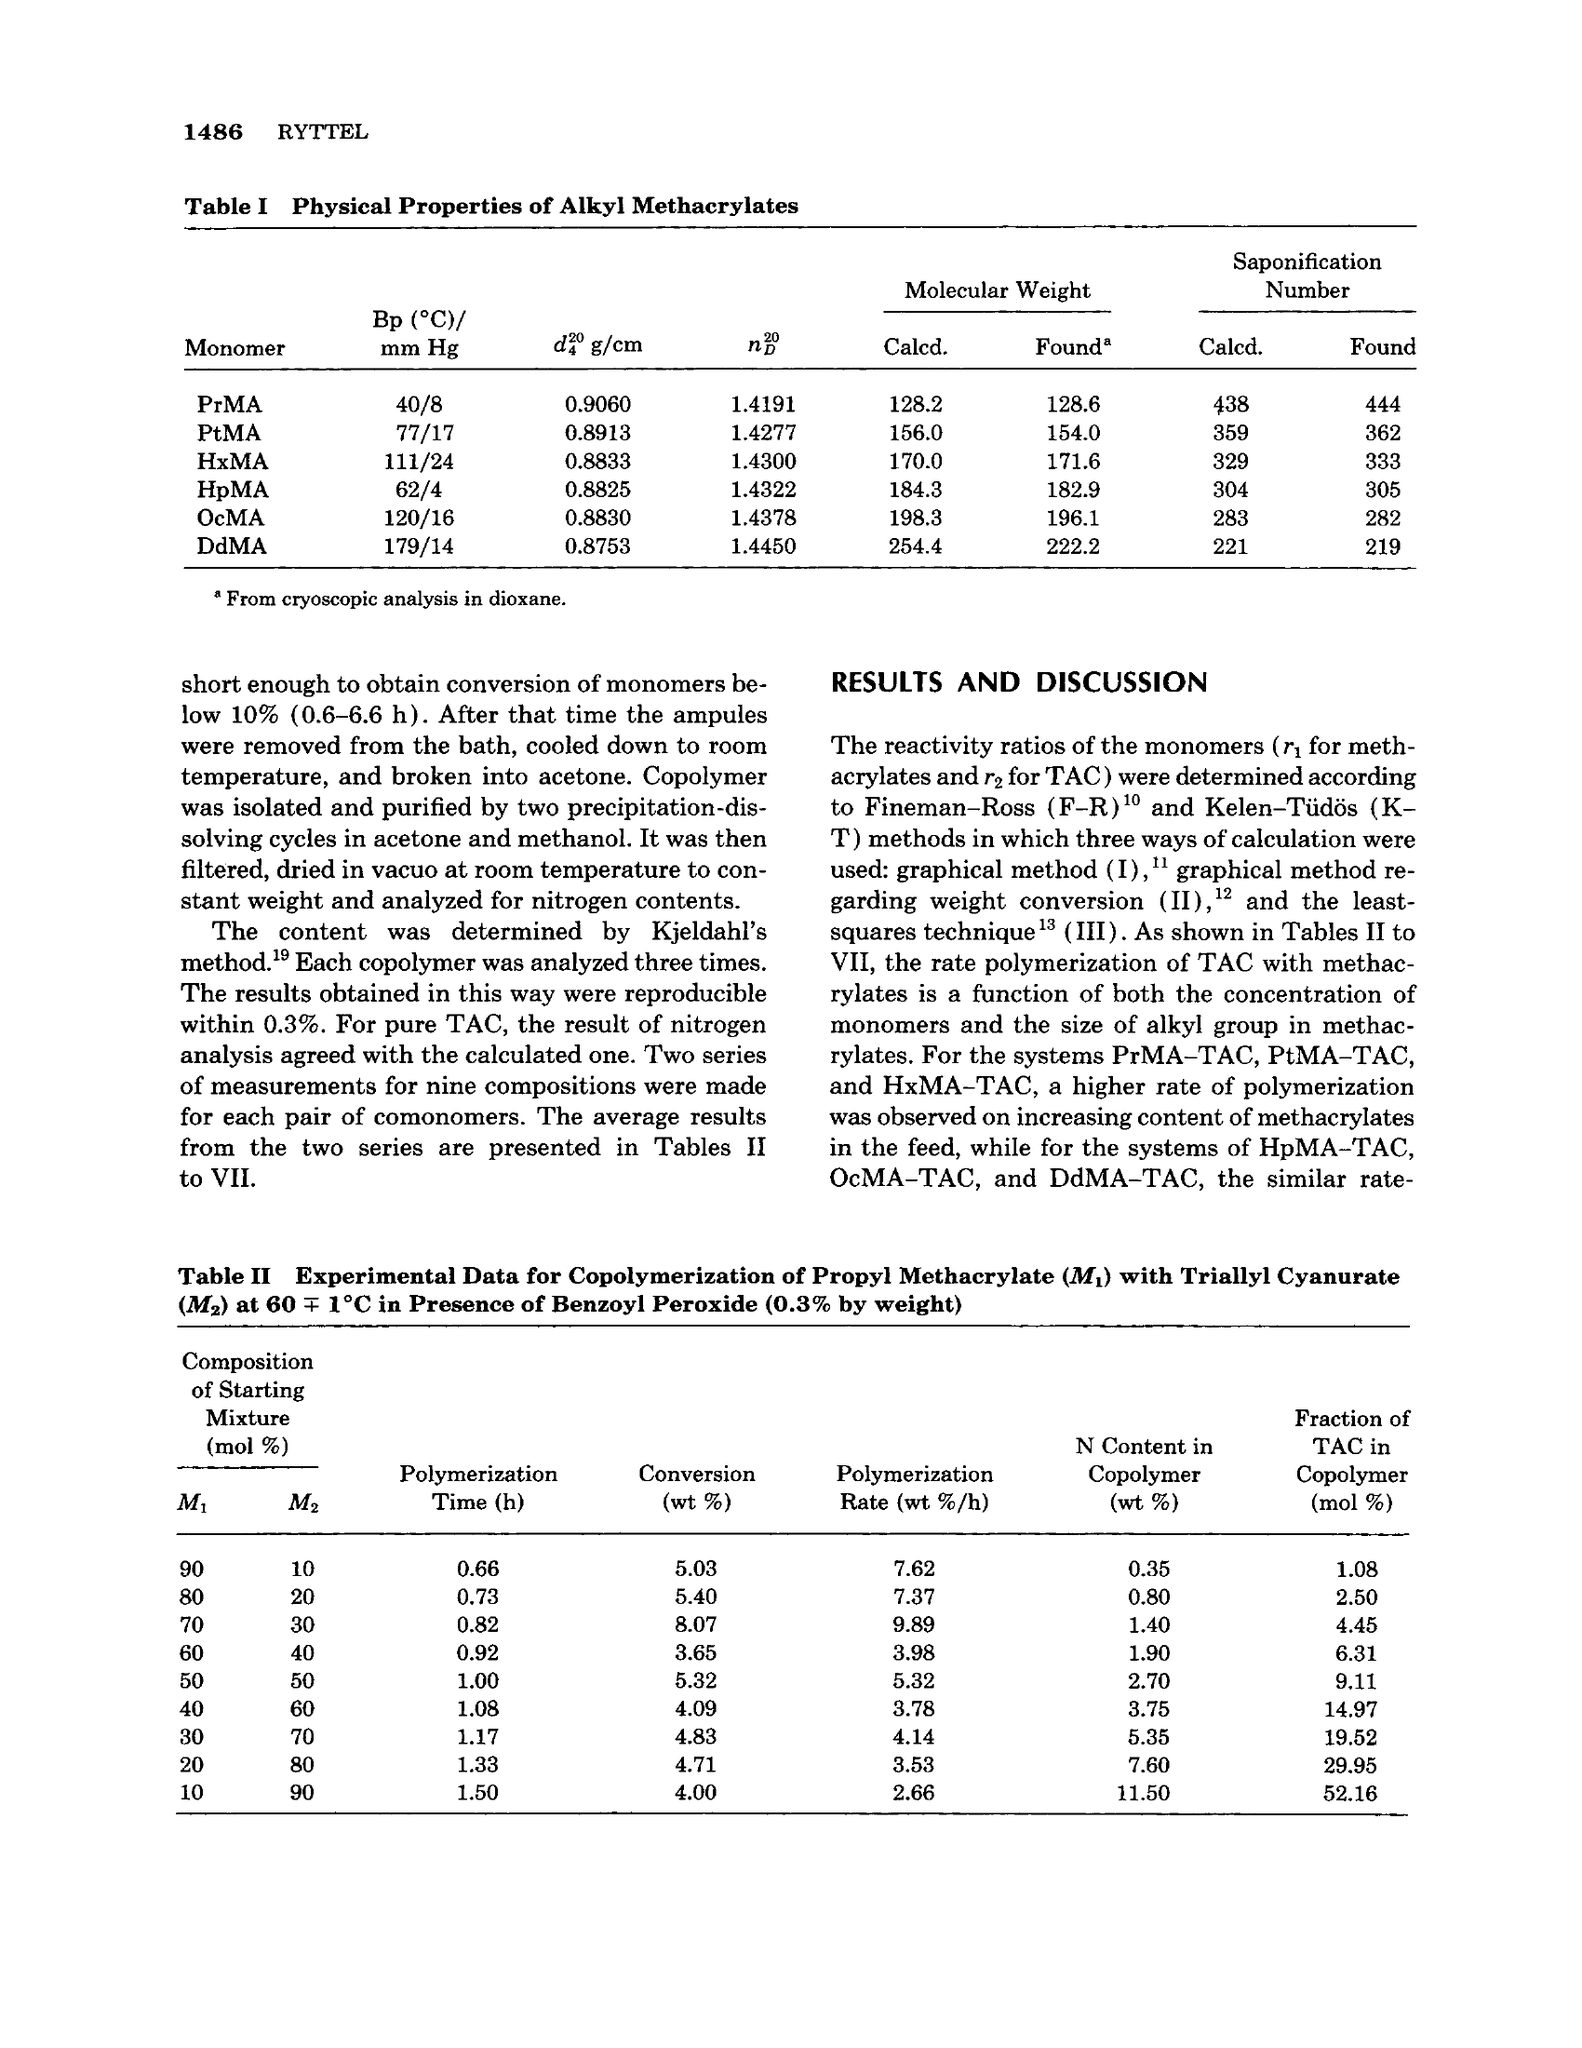 1486 RYTTEL
Table I Physical Properties of Alkyl Methacrylates
Saponification
Molecular Weight Number
Bp (°C)/
Monomer mm Hg d₄²⁰ g/cm n_D²⁰ Calcd. Foundᵃ Calcd. Found
PrMA 40/8 0.9060 1.4191 128.2 128.6 438 444
PtMA 77/17 0.8913 1.4277 156.0 154.0 359 362
HxMA 111/24 0.8833 1.4300 170.0 171.6 329 333
HpMA 62/4 0.8825 1.4322 184.3 182.9 304 305
OcMA 120/16 0.8830 1.4378 198.3 196.1 283 282
DdMA 179/14 0.8753 1.4450 254.4 222.2 221 219
ᵃ From cryoscopic analysis in dioxane.
short enough to obtain conversion of monomers be-
low 10% (0.6–6.6 h). After that time the ampules
were removed from the bath, cooled down to room
temperature, and broken into acetone. Copolymer
was isolated and purified by two precipitation-dis-
solving cycles in acetone and methanol. It was then
filtered, dried in vacuo at room temperature to con-
stant weight and analyzed for nitrogen contents.
The content was determined by Kjeldahl's
method.¹⁹ Each copolymer was analyzed three times.
The results obtained in this way were reproducible
within 0.3%. For pure TAC, the result of nitrogen
analysis agreed with the calculated one. Two series
of measurements for nine compositions were made
for each pair of comonomers. The average results
from the two series are presented in Tables II
to VII.
RESULTS AND DISCUSSION
The reactivity ratios of the monomers (r₁ for meth-
acrylates and r₂ for TAC) were determined according
to Fineman–Ross (F–R)¹⁰ and Kelen–Tüdös (K–
T) methods in which three ways of calculation were
used: graphical method (I),¹¹ graphical method re-
garding weight conversion (II),¹² and the least-
squares technique¹³ (III). As shown in Tables II to
VII, the rate polymerization of TAC with methac-
rylates is a function of both the concentration of
monomers and the size of alkyl group in methac-
rylates. For the systems PrMA–TAC, PtMA–TAC,
and HxMA–TAC, a higher rate of polymerization
was observed on increasing content of methacrylates
in the feed, while for the systems of HpMA–TAC,
OcMA–TAC, and DdMA–TAC, the similar rate-
Table II Experimental Data for Copolymerization of Propyl Methacrylate (M₁) with Triallyl Cyanurate
(M₂) at 60 ∓ 1°C in Presence of Benzoyl Peroxide (0.3% by weight)
Composition
of Starting
Mixture Fraction of
(mol %) N Content in TAC in
Polymerization Conversion Polymerization Copolymer Copolymer
M₁ M₂ Time (h) (wt %) Rate (wt %/h) (wt %) (mol %)
90 10 0.66 5.03 7.62 0.35 1.08
80 20 0.73 5.40 7.37 0.80 2.50
70 30 0.82 8.07 9.89 1.40 4.45
60 40 0.92 3.65 3.98 1.90 6.31
50 50 1.00 5.32 5.32 2.70 9.11
40 60 1.08 4.09 3.78 3.75 14.97
30 70 1.17 4.83 4.14 5.35 19.52
20 80 1.33 4.71 3.53 7.60 29.95
10 90 1.50 4.00 2.66 11.50 52.16